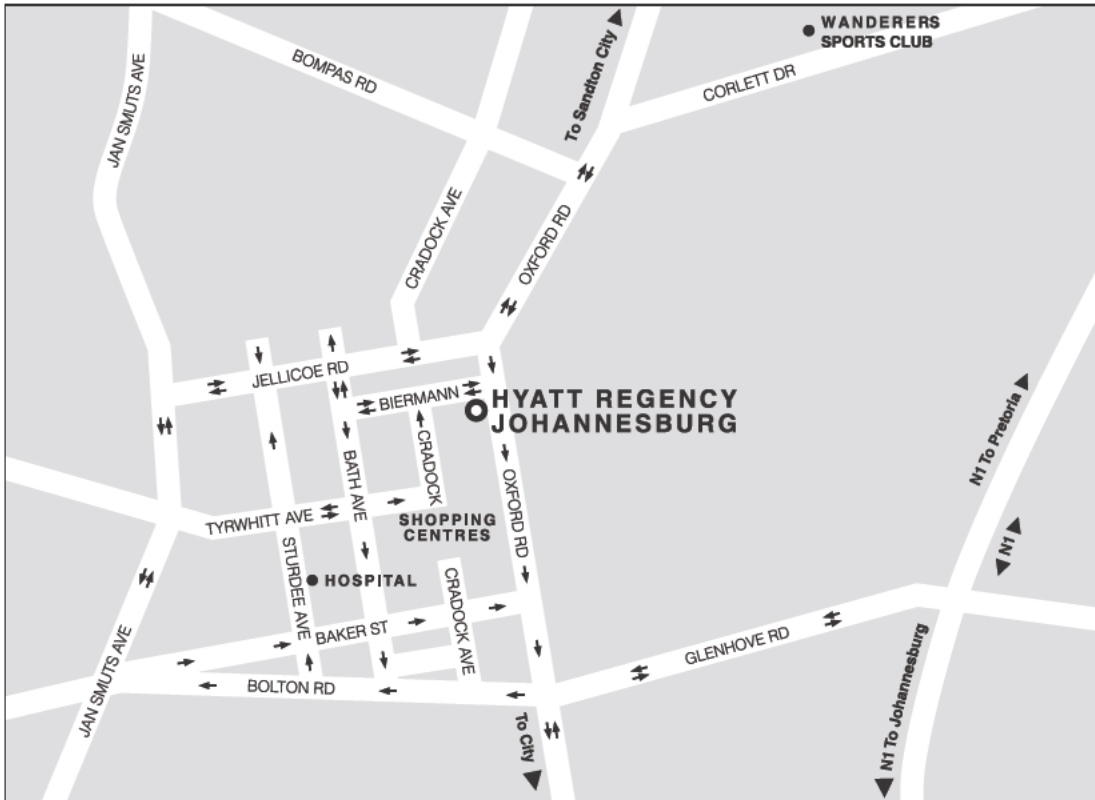 WANDERERS
SPORTS CLUB
JAN SMUTS AVE
BOMPAS RD
To Sandton City
CORLETT DR
CRADOCK AVE
OXFORD RD
JELLICOE RD
BIERMANN
HYATT REGENCY
JOHANNESBURG
N1 To Pretoria
BATH AVE
CRADOCK
OXFORD RD
TYRWHITT AVE
SHOPPING
CENTRES
N1
STURDEE AVE
HOSPITAL
CRADOCK AVE
BAKER ST
GLENHOVE RD
JAN SMUTS AVE
BOLTON RD
To City
N1 To Johannesburg